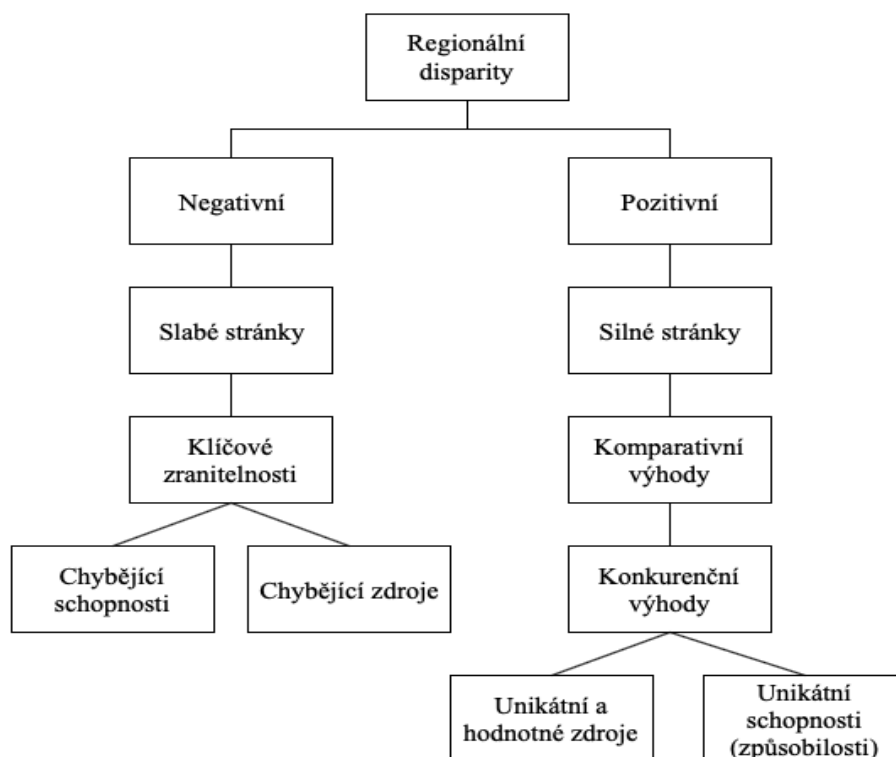 Regionální
disparity
Negativní
Pozitivní
Slabé stránky
Silné stránky
Klíčové
zranitelnosti
Komparativní
výhody
Chybějící
schopnosti
Chybějící zdroje
Konkurenční
výhody
Unikátní a
hodnotné zdroje
Unikátní
schopnosti
(způsobilosti)